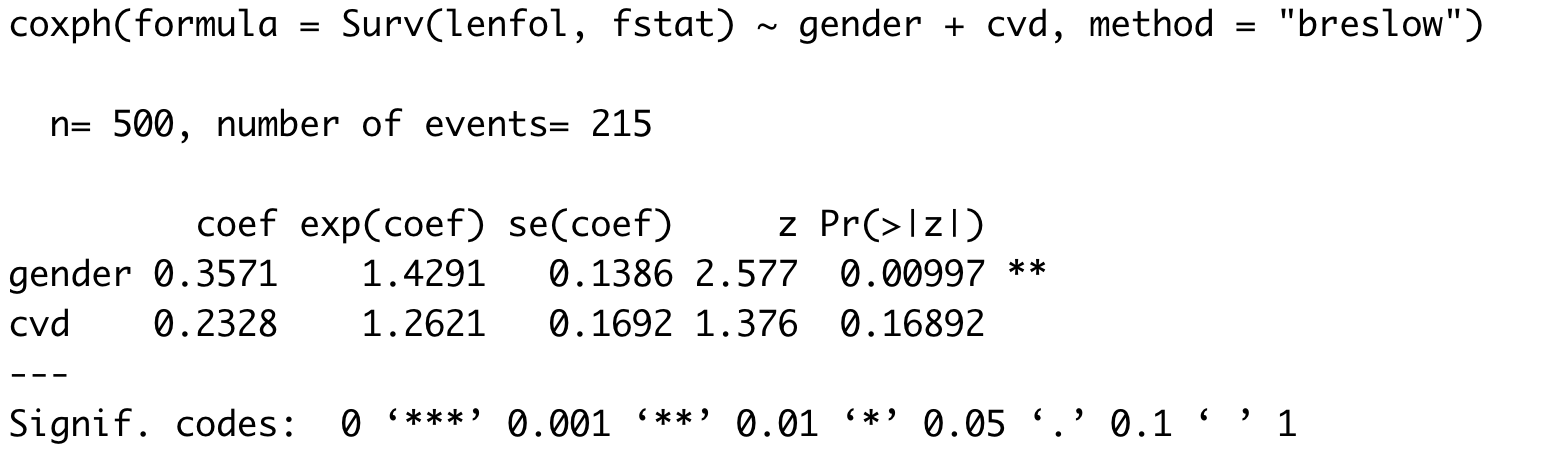 coxph(formula = Surv(lenfol, fstat) ~ gender + cvd, method = "breslow")
n= 500, number of events= 215
coef exp(coef) se(coef) z Pr(>|z|)
gender 0.3571 1.4291 0.1386 2.577 0.00997 **
cvd 0.2328 1.2621 0.1692 1.376 0.16892
---
Signif. codes: 0 ‘***’ 0.001 ‘**’ 0.01 ‘*’ 0.05 ‘.’ 0.1 ‘ ’ 1